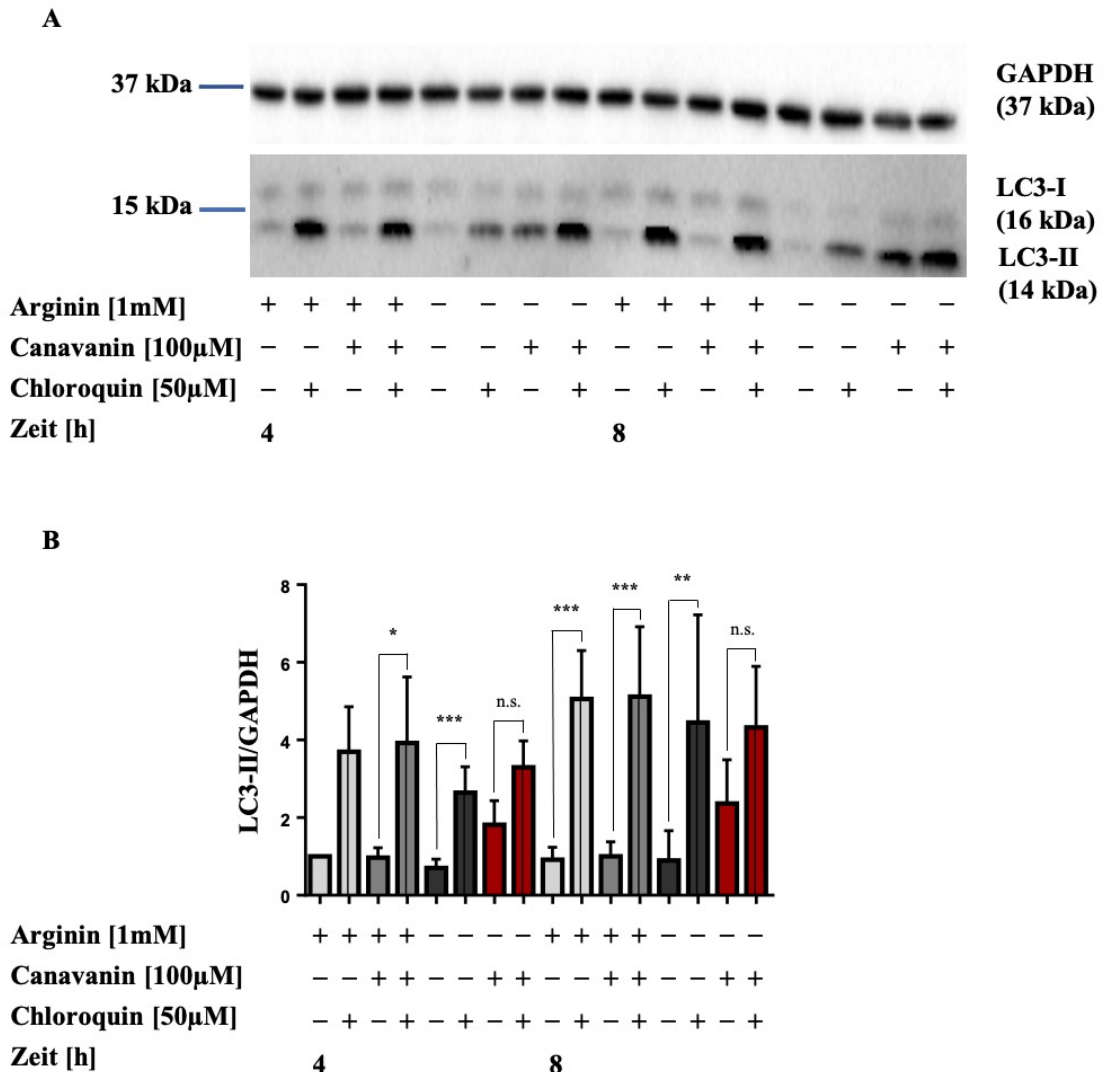 A
37 kDa
GAPDH
(37 kDa)
15 kDa
LC3-I
(16 kDa)
LC3-II
(14 kDa)
Arginin [1mM] + + + + − − − − + + + + − − − −
Canavanin [100µM] − − + + − − + + − − + + − − + +
Chloroquin [50µM] − + − + − + − + − + − + − + − +
Zeit [h] 4 8
B
LC3-II/GAPDH
8
6
4
2
0
*
***
n.s.
***
***
**
n.s.
Arginin [1mM] + + + + − − − − + + + + − − − −
Canavanin [100µM] − − + + − − + + − − + + − − + +
Chloroquin [50µM] − + − + − + − + − + − + − + − +
Zeit [h] 4 8